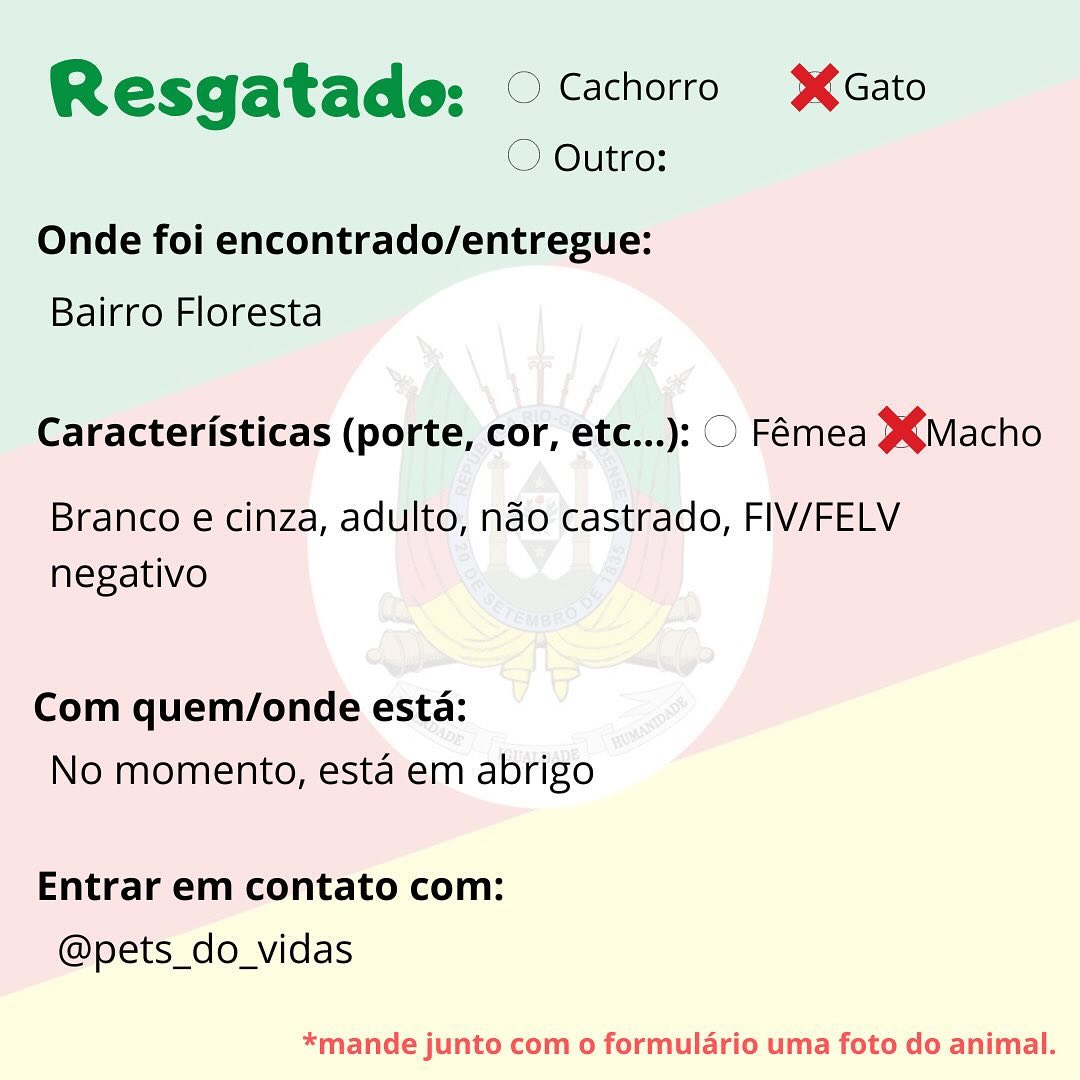 Resgatado: Cachorro Gato
Outro:
Onde foi encontrado/entregue:
Bairro Floresta
Características (porte, cor, etc...): Fêmea Macho
Branco e cinza, adulto, não castrado, FIV/FELV
negativo
Com quem/onde está:
No momento, está em abrigo
Entrar em contato com:
@pets_do_vidas
*mande junto com o formulário uma foto do animal.
REPÚBLICA RIO-GRANDENSE
20 DE SETEMBRO DE 1835
IGUALDADE
HUMANIDADE